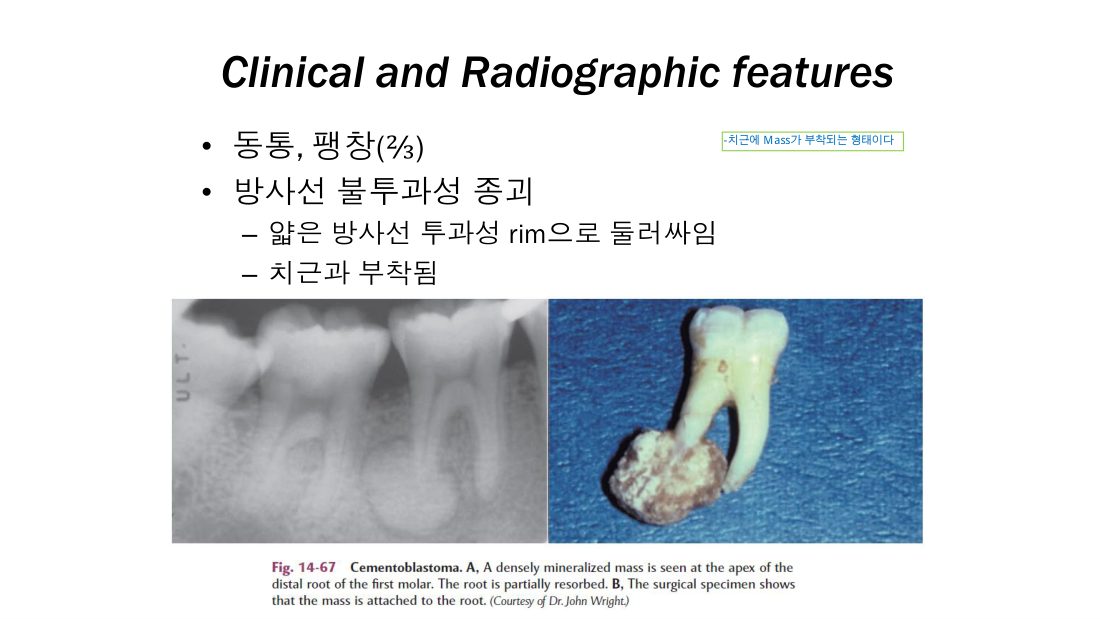 Clinical and Radiographic features
• 동통, 팽창(⅔)
-치근에 Mass가 부착되는 형태이다
• 방사선 불투과성 종괴
– 얇은 방사선 투과성 rim으로 둘러싸임
– 치근과 부착됨
ULT.
Fig. 14-67 Cementoblastoma. A, A densely mineralized mass is seen at the apex of the
distal root of the first molar. The root is partially resorbed. B, The surgical specimen shows
that the mass is attached to the root. (Courtesy of Dr. John Wright.)